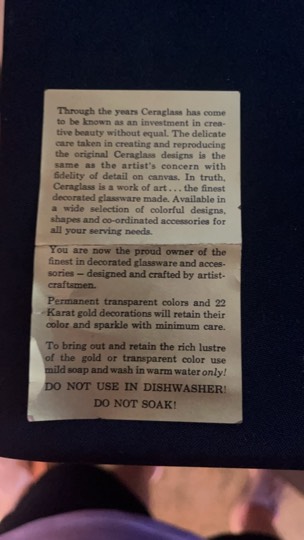 Through the years Ceraglass has come
to be known as an investment in crea-
tive beauty without equal. The delicate
care taken in creating and reproducing
the original Ceraglass designs is the
same as the artist's concern with
fidelity of detail on canvas. In truth,
Ceraglass is a work of art . . . the finest
decorated glassware made. Available in
a wide selection of colorful designs,
shapes and co-ordinated accessories for
all your serving needs.
You are now the proud owner of the
finest in decorated glassware and acces-
sories — designed and crafted by artist-
craftsmen.
Permanent transparent colors and 22
Karat gold decorations will retain their
color and sparkle with minimum care.
To bring out and retain the rich lustre
of the gold or transparent color use
mild soap and wash in warm water only!
DO NOT USE IN DISHWASHER!
DO NOT SOAK!